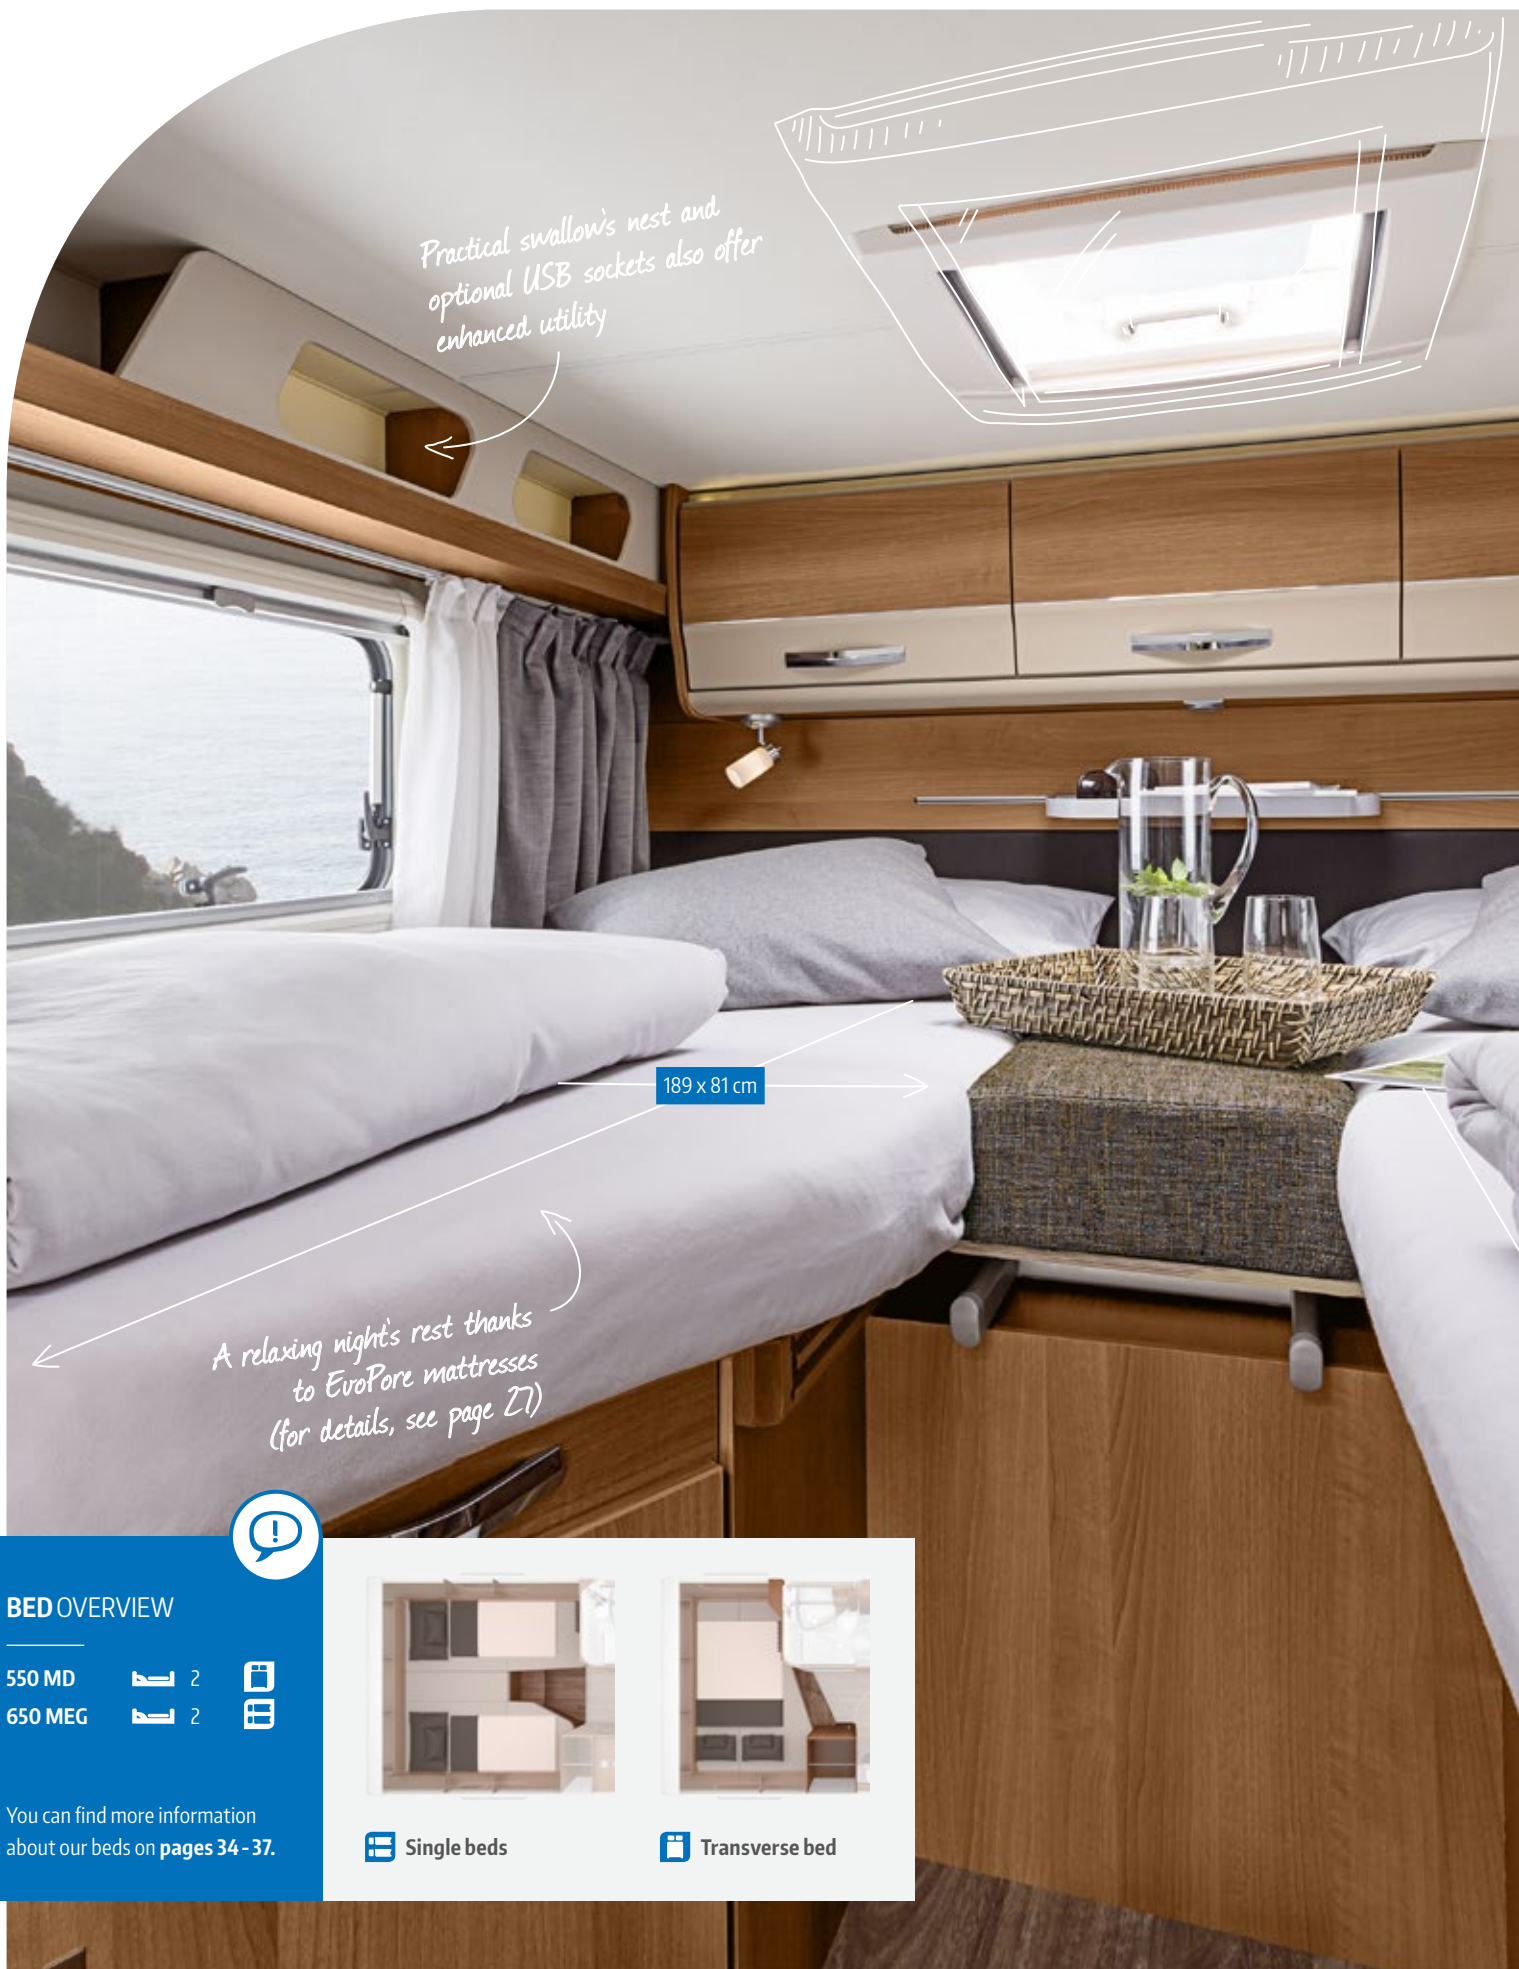 Practical swallow's nest and
optional USB sockets also offer
enhanced utility
189 x 81 cm
A relaxing night's rest thanks
to EvoPore mattresses
(for details, see page 27)
BED OVERVIEW
550 MD 2
650 MEG 2
You can find more information
about our beds on pages 34 - 37.
Single beds
Transverse bed